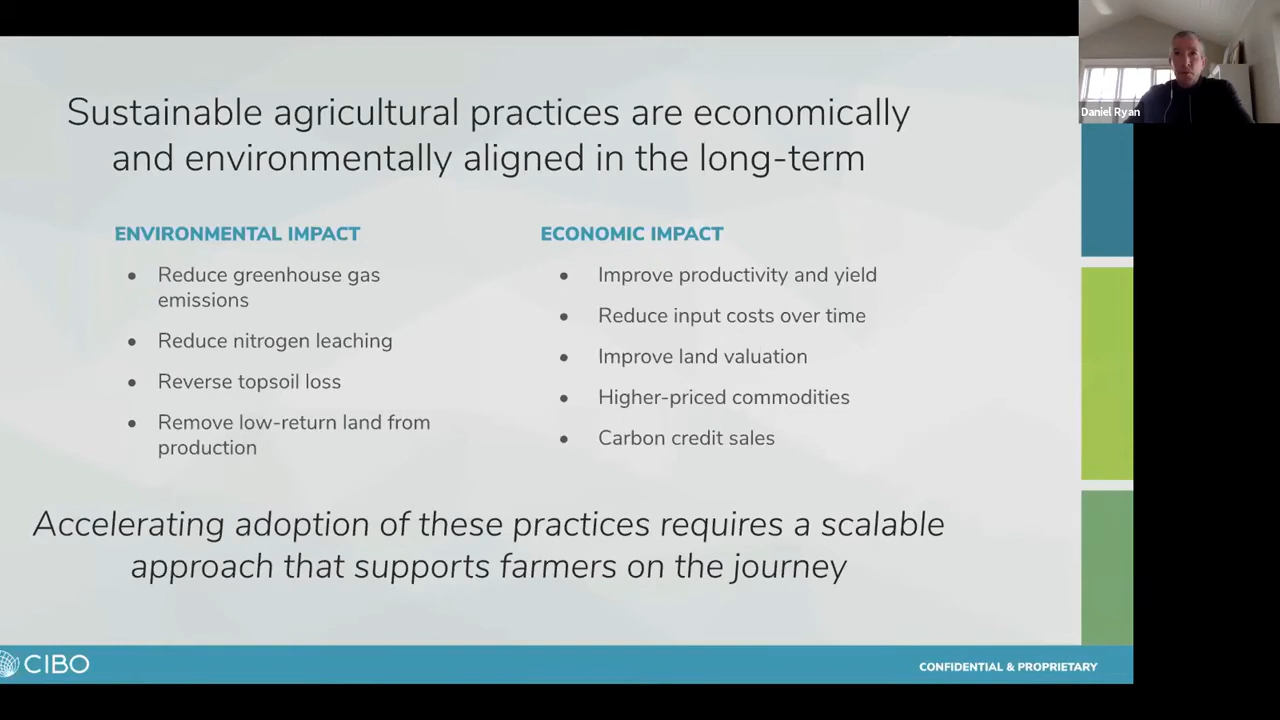 Daniel Ryan
Sustainable agricultural practices are economically
and environmentally aligned in the long-term
ENVIRONMENTAL IMPACT
• Reduce greenhouse gas
emissions
• Reduce nitrogen leaching
• Reverse topsoil loss
• Remove low-return land from
production
ECONOMIC IMPACT
• Improve productivity and yield
• Reduce input costs over time
• Improve land valuation
• Higher-priced commodities
• Carbon credit sales
Accelerating adoption of these practices requires a scalable
approach that supports farmers on the journey
CIBO
CONFIDENTIAL & PROPRIETARY